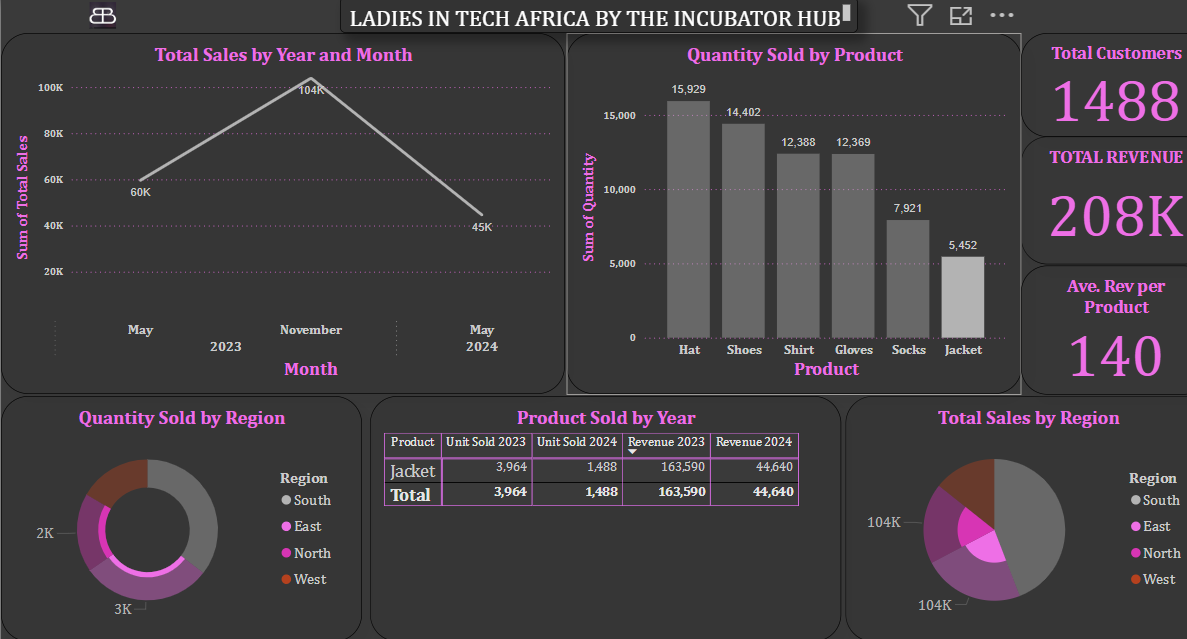 LADIES IN TECH AFRICA BY THE INCUBATOR HUB
Total Sales by Year and Month
Sum of Total Sales
100K
80K
60K
40K
20K
60K
104K
45K
May
November
May
2023
2024
Month
Quantity Sold by Product
Sum of Quantity
15,000
10,000
5,000
0
15,929
14,402
12,388
12,369
7,921
5,452
Hat
Shoes
Shirt
Gloves
Socks
Jacket
Product
Total Customers
1488
TOTAL REVENUE
208K
Ave. Rev per
Product
140
Quantity Sold by Region
2K
3K
Region
South
East
North
West
Product Sold by Year
Product Unit Sold 2023 Unit Sold 2024 Revenue 2023 Revenue 2024
Jacket 3,964 1,488 163,590 44,640
Total 3,964 1,488 163,590 44,640
Total Sales by Region
104K
104K
Region
South
East
North
West